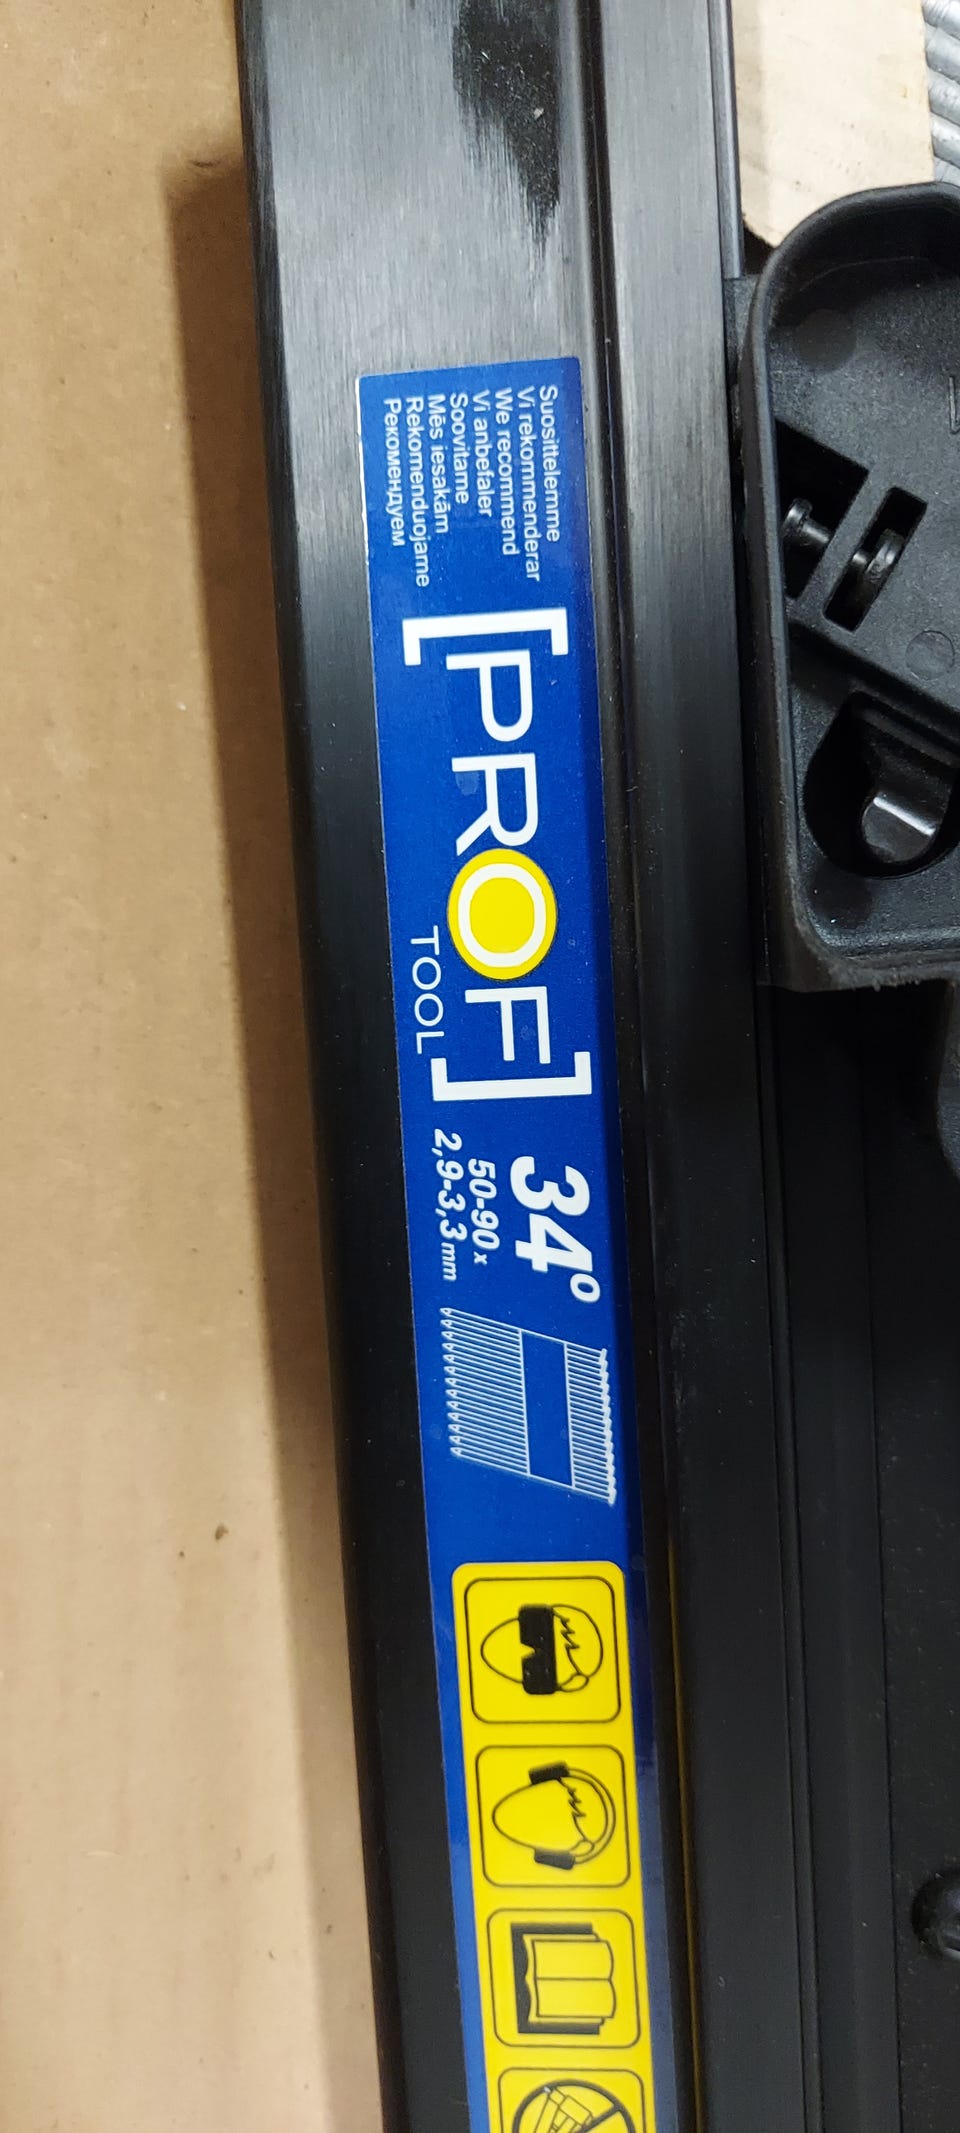 Suosittelemme
Vi rekommenderar
We recommend
Vi anbefaler
Soovitame
Mēs iesakām
Rekomenduojame
Рекомендуем
[PROF]
TOOL
34°
50-90 x
2,9-3,3 mm